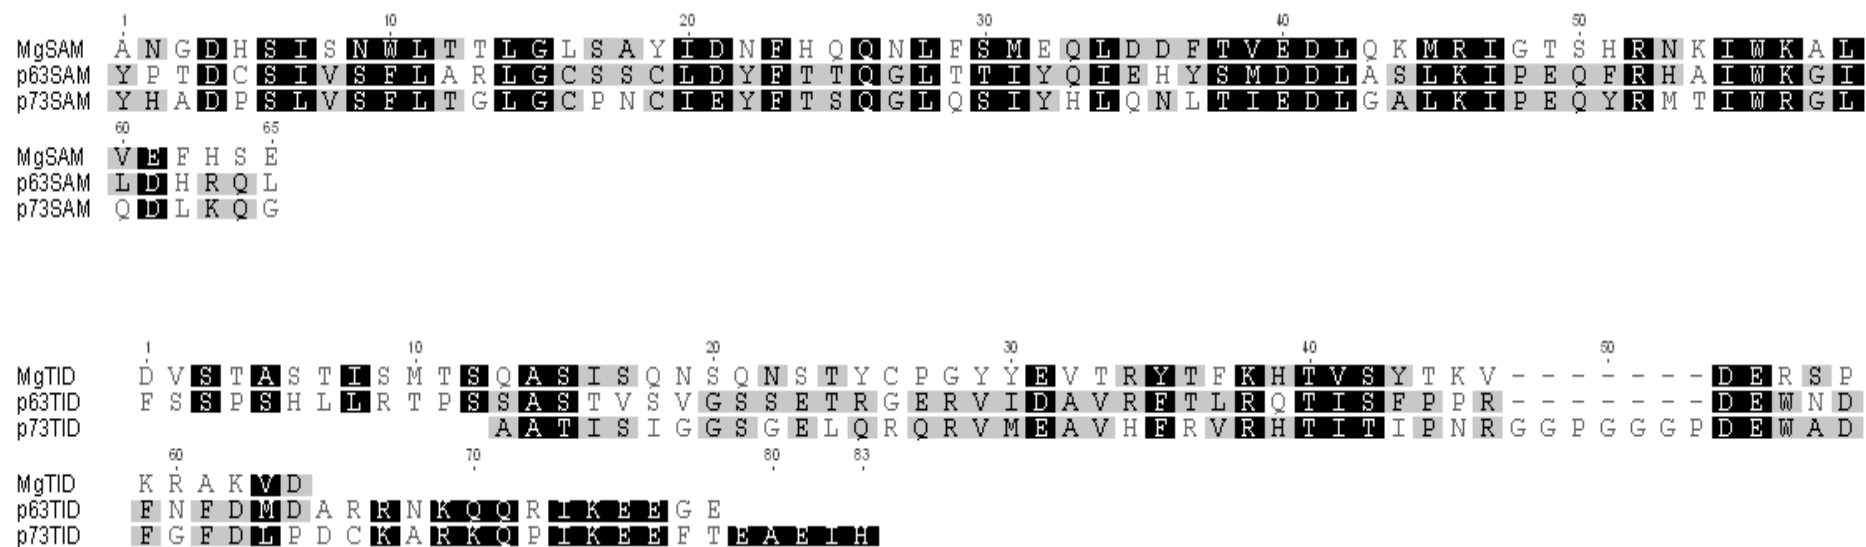 1 10 20 30 40 50
MgSAM A N G D H S I S N W L T T L G L S A Y I D N F H Q Q N L F S M E Q L D D F T V E D L Q K M R I G T S H R N K I W K A L
p63SAM Y P T D C S I V S F L A R L G C S S C L D Y F T T Q G L T T I Y Q I E H Y S M D D L A S L K I P E Q F R H A I W K G I
p73SAM Y H A D P S L V S F L T G L G C P N C I E Y F T S Q G L Q S I Y H L Q N L T I E D L G A L K I P E Q Y R M T I W R G L
60 65
MgSAM V E F H S E
p63SAM L D H R Q L
p73SAM Q D L K Q G
1 10 20 30 40 50
MgTID D V S T A S T I S M T S Q A S I S Q N S Q N S T Y C P G Y Y E V T R Y T F K H T V S Y T K V - - - - - - - D E R S P
p63TID F S S P S H L L R T P S S A S T V S V G S S E T R G E R V I D A V R F T L R Q T I S F P P R - - - - - - - D E W N D
p73TID A A T I S I G G S G E L Q R Q R V M E A V H F R V R H T I T I P N R G G P G G G P D E W A D
60 70 80 83
MgTID K R A K V D
p63TID F N F D M D A R R N K Q Q R I K E E G E
p73TID F G F D L P D C K A R K Q P I K E E F T E A E I H